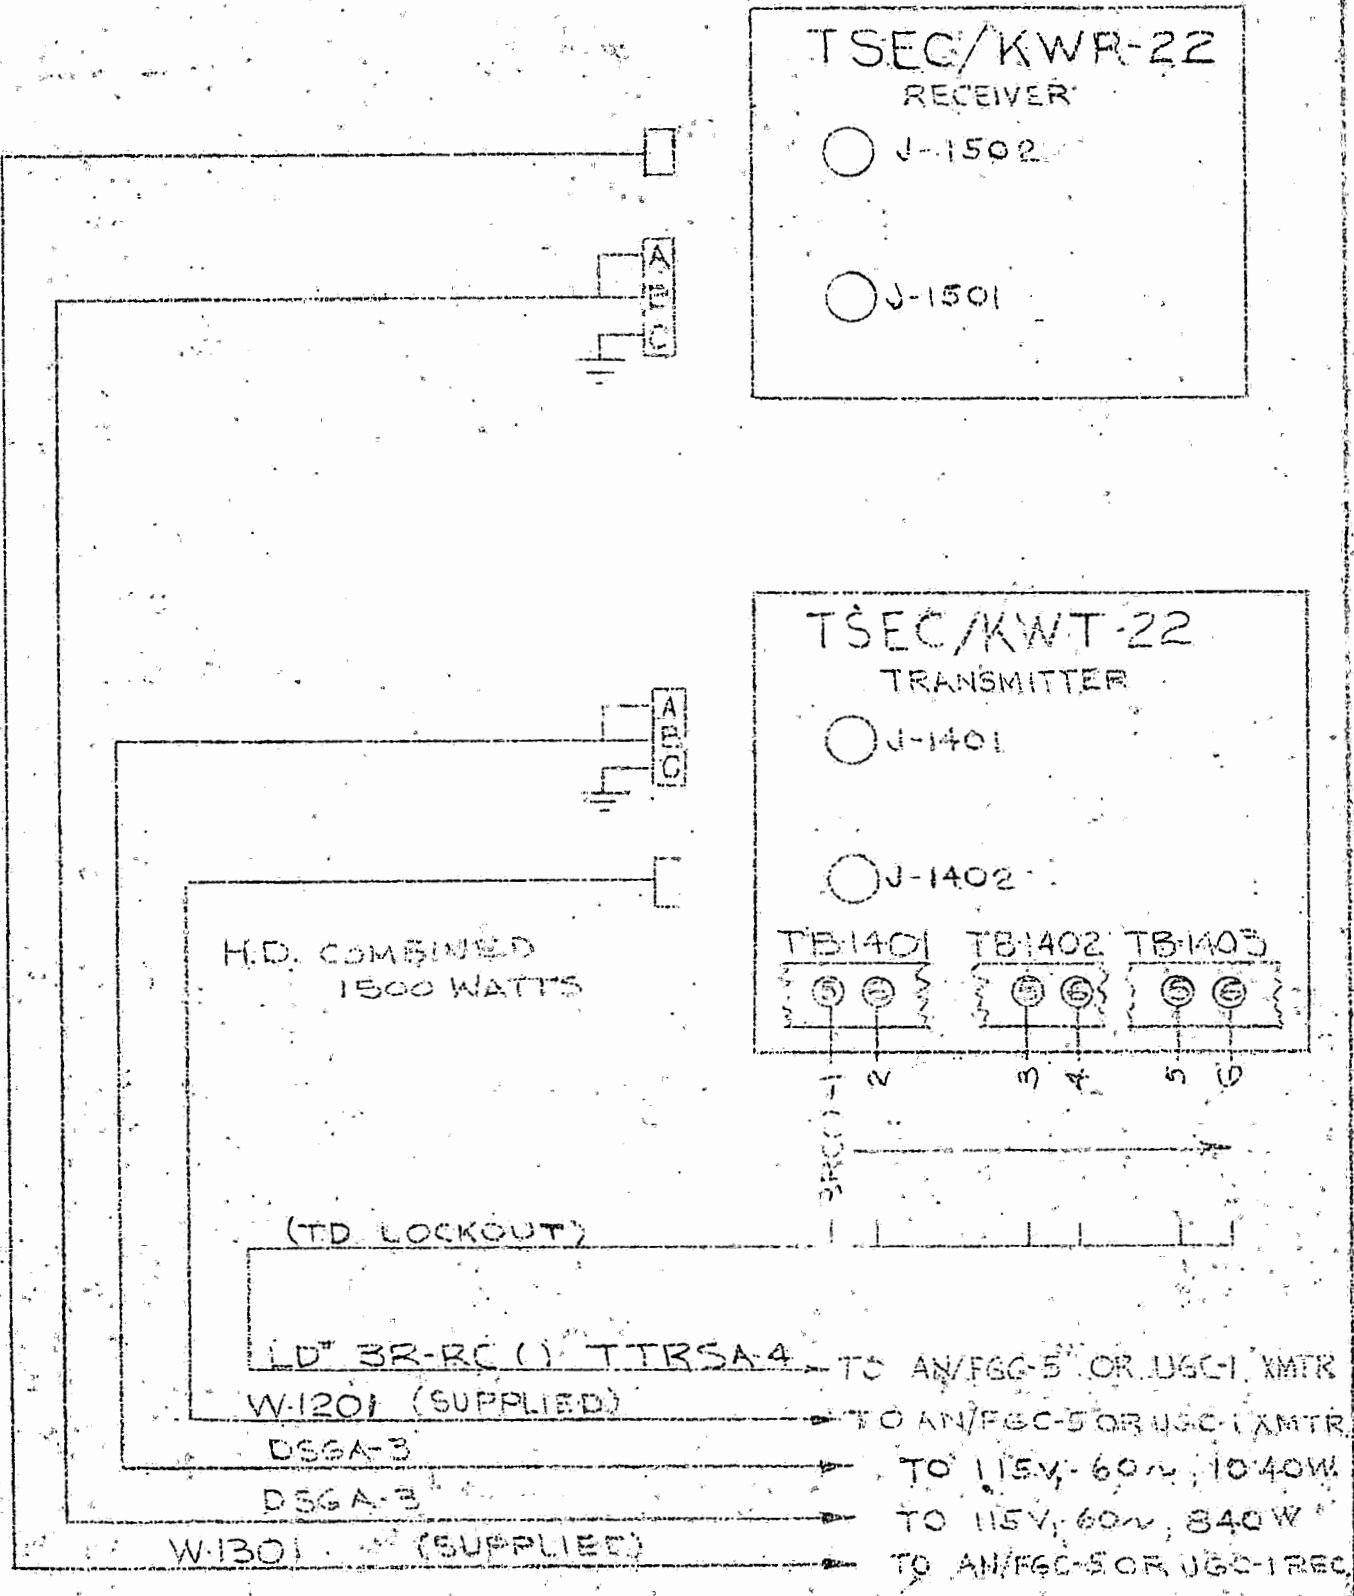 TSEC/KWR-22
RECEIVER
J-1502
A
B
C
J-1501
TSEC/KWT-22
TRANSMITTER
A
B
C
J-1401
J-1402
H.D. COMBINED
1500 WATTS
TB1401 TB1402 TB1403
5 6 5 6
1 2 3 4 5 6
(TD LOCKOUT)
LD" 3R-RC () TTRSA-4 TO AN/FGC-5" OR UGC-1, XMTR
W-1201 (SUPPLIED) TO AN/FGC-5 OR UGC-1 XMTR
DSGA-3 TO 115V, 60~, 1040W
DSGA-3 TO 115V, 60~, 840W
W-1301 (SUPPLIED) TO AN/FGC-5 OR UGC-1 REC